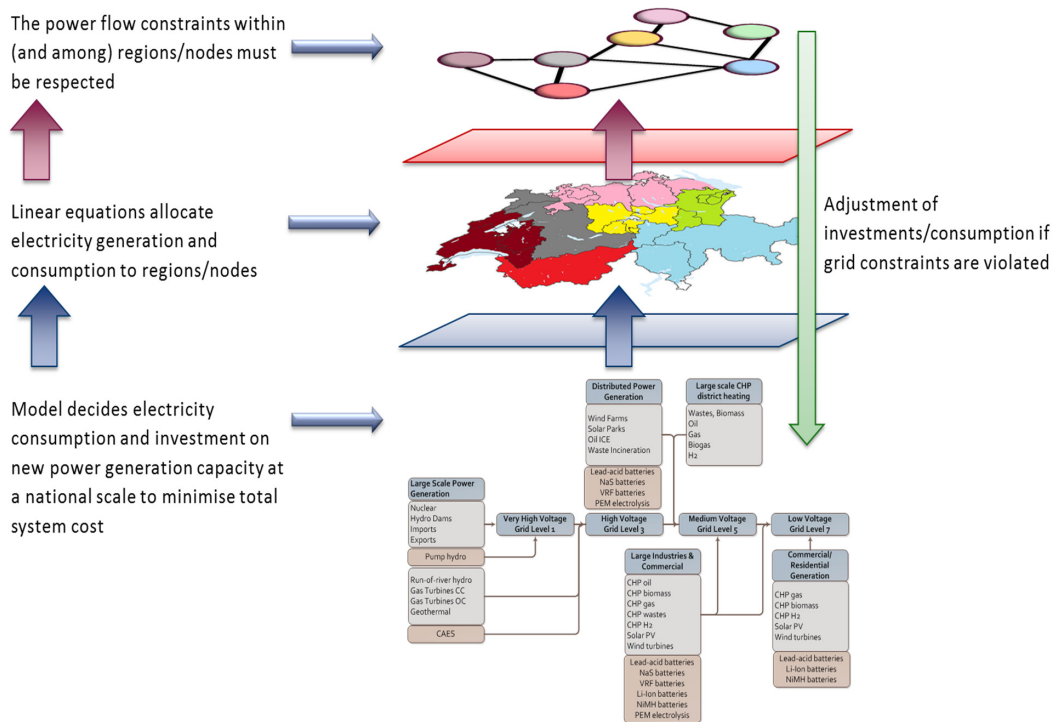 The power flow constraints within
(and among) regions/nodes must
be respected
Linear equations allocate
electricity generation and
consumption to regions/nodes
Adjustment of
investments/consumption if
grid constraints are violated
Model decides electricity
consumption and investment on
new power generation capacity at
a national scale to minimise total
system cost
Distributed Power
Generation
Wind Farms
Solar Parks
Oil ICE
Waste Incineration
Lead-acid batteries
NaS batteries
VRF batteries
PEM electrolysis
Large scale CHP
district heating
Wastes, Biomass
Oil
Gas
Biogas
H2
Large Scale Power
Generation
Nuclear
Hydro Dams
Imports
Exports
Pump hydro
Run-of-river hydro
Gas Turbines CC
Gas Turbines OC
Geothermal
CAES
Very High Voltage
Grid Level 1
High Voltage
Grid Level 3
Medium Voltage
Grid Level 5
Low Voltage
Grid Level 7
Large Industries &
Commercial
CHP oil
CHP biomass
CHP gas
CHP wastes
CHP H2
Solar PV
Wind turbines
Lead-acid batteries
NaS batteries
VRF batteries
Li-Ion batteries
NiMH batteries
PEM electrolysis
Commercial/
Residential
Generation
CHP gas
CHP biomass
CHP H2
Solar PV
Wind turbines
Lead-acid batteries
Li-Ion batteries
NiMH batteries